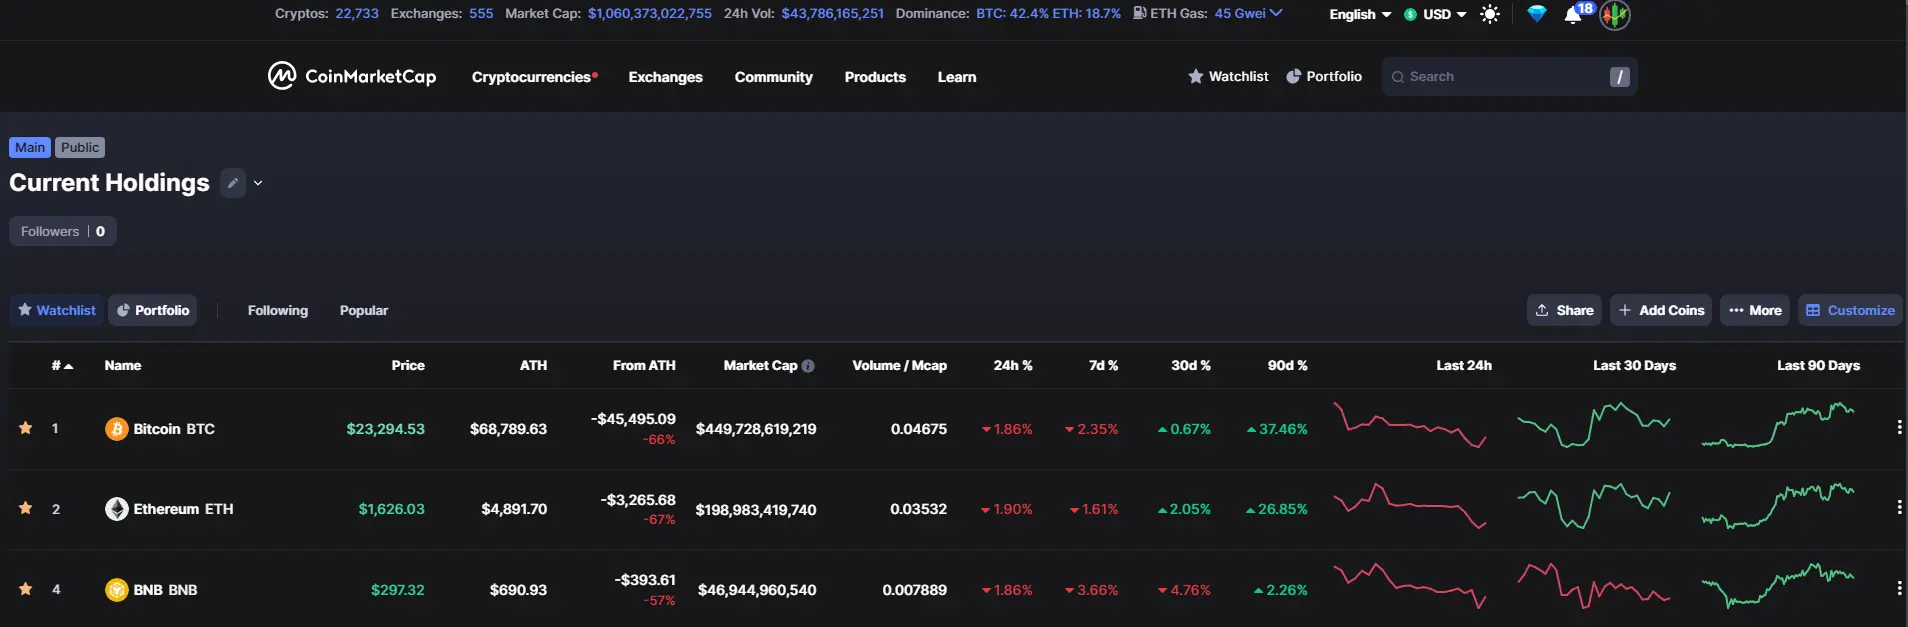 Cryptos: 22,733 Exchanges: 555 Market Cap: $1,060,373,022,755 24h Vol: $43,786,165,251 Dominance: BTC: 42.4% ETH: 18.7% ETH Gas: 45 Gwei English USD 18
CoinMarketCap Cryptocurrencies Exchanges Community Products Learn Watchlist Portfolio Search /
Main Public
Current Holdings
Followers | 0
Watchlist Portfolio Following Popular Share + Add Coins More Customize
# Name Price ATH From ATH Market Cap Volume / Mcap 24h % 7d % 30d % 90d % Last 24h Last 30 Days Last 90 Days
1 Bitcoin BTC $23,294.53 $68,789.63 -$45,495.09 $449,728,619,219 0.04675 1.86% 2.35% 0.67% 37.46%
-66%
2 Ethereum ETH $1,626.03 $4,891.70 -$3,265.68 $198,983,419,740 0.03532 1.90% 1.61% 2.05% 26.85%
-67%
4 BNB BNB $297.32 $690.93 -$393.61 $46,944,960,540 0.007889 1.86% 3.66% 4.76% 2.26%
-57%